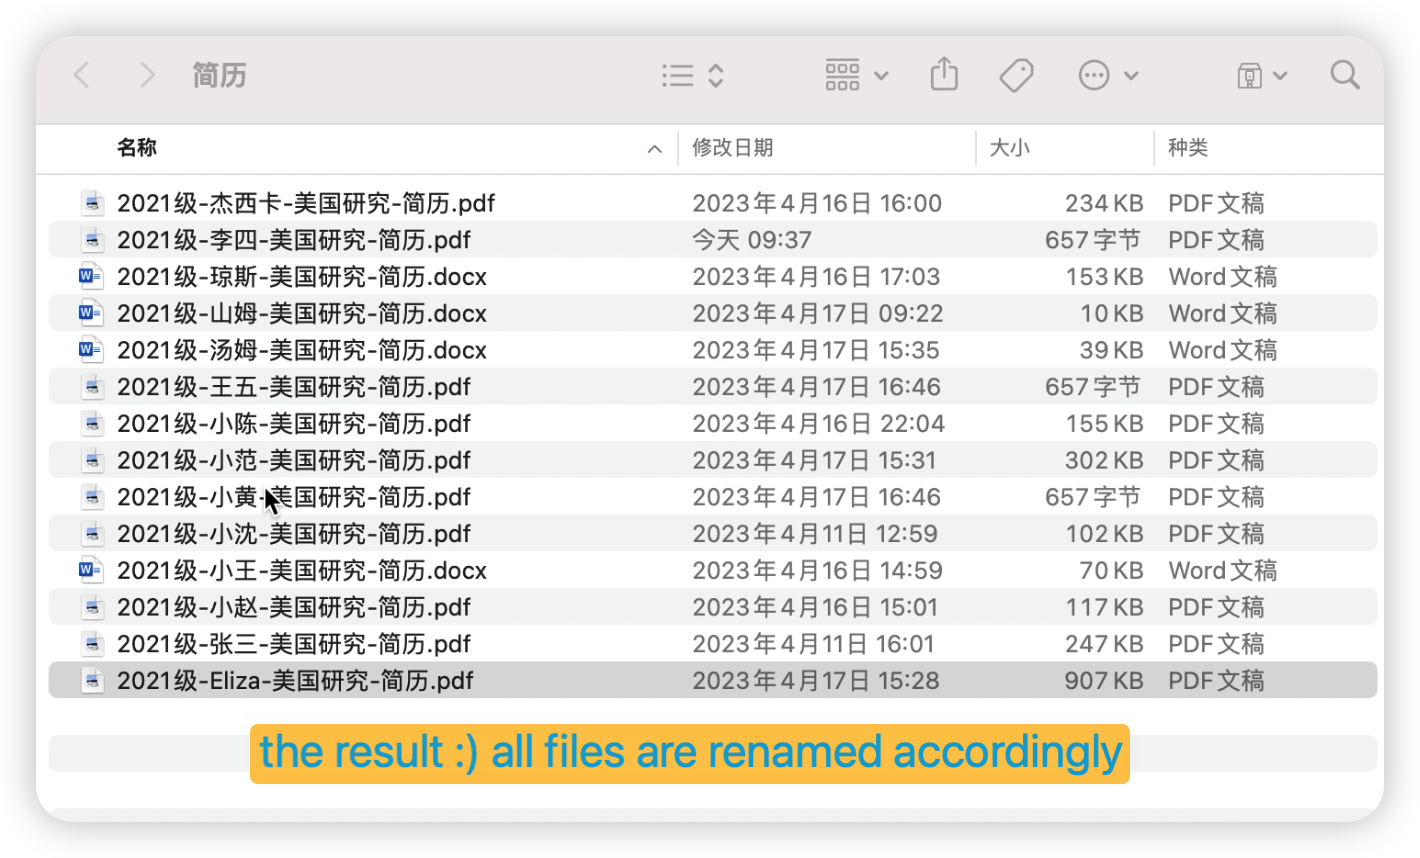 简历
名称 修改日期 大小 种类
2021级-杰西卡-美国研究-简历.pdf 2023年4月16日 16:00 234 KB PDF文稿
2021级-李四-美国研究-简历.pdf 今天 09:37 657 字节 PDF文稿
2021级-琼斯-美国研究-简历.docx 2023年4月16日 17:03 153 KB Word文稿
2021级-山姆-美国研究-简历.docx 2023年4月17日 09:22 10 KB Word文稿
2021级-汤姆-美国研究-简历.docx 2023年4月17日 15:35 39 KB Word文稿
2021级-王五-美国研究-简历.pdf 2023年4月17日 16:46 657 字节 PDF文稿
2021级-小陈-美国研究-简历.pdf 2023年4月16日 22:04 155 KB PDF文稿
2021级-小范-美国研究-简历.pdf 2023年4月17日 15:31 302 KB PDF文稿
2021级-小黄-美国研究-简历.pdf 2023年4月17日 16:46 657 字节 PDF文稿
2021级-小沈-美国研究-简历.pdf 2023年4月11日 12:59 102 KB PDF文稿
2021级-小王-美国研究-简历.docx 2023年4月16日 14:59 70 KB Word文稿
2021级-小赵-美国研究-简历.pdf 2023年4月16日 15:01 117 KB PDF文稿
2021级-张三-美国研究-简历.pdf 2023年4月11日 16:01 247 KB PDF文稿
2021级-Eliza-美国研究-简历.pdf 2023年4月17日 15:28 907 KB PDF文稿
the result :) all files are renamed accordingly